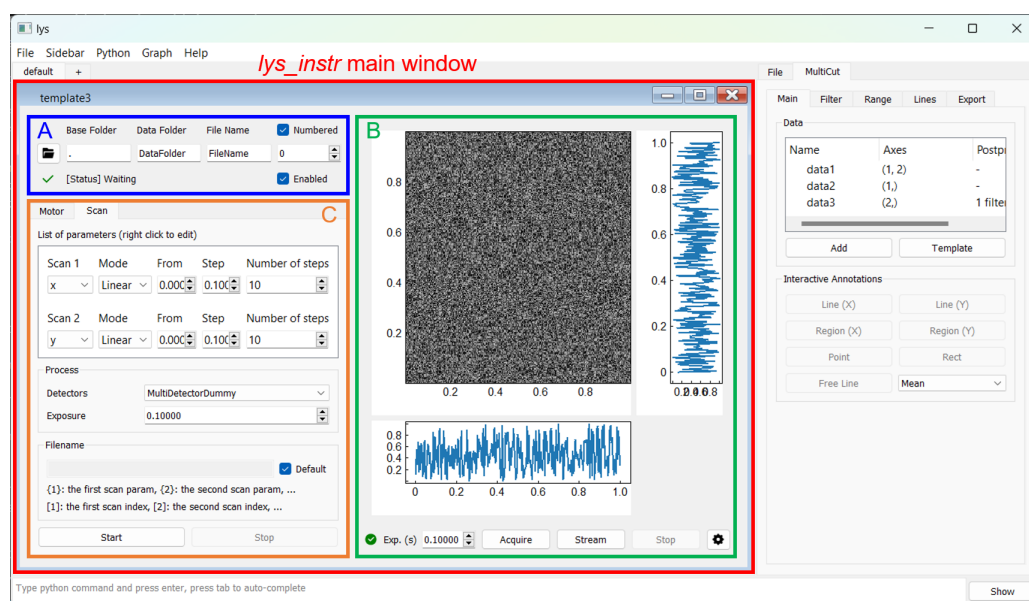 lys
File Sidebar Python Graph Help
default +
lys_instr main window
template3
A Base Folder Data Folder File Name Numbered
. DataFolder FileName 0
[Status] Waiting Enabled
Motor Scan C
List of parameters (right click to edit)
Scan 1 Mode From Step Number of steps
x Linear 0.000 0.100 10
Scan 2 Mode From Step Number of steps
y Linear 0.000 0.100 10
Process
Detectors MultiDetectorDummy
Exposure 0.10000
Filename
Default
{1}: the first scan param, {2}: the second scan param, ...
[1]: the first scan index, [2]: the second scan index, ...
Start Stop
B
0.8
0.6
0.4
0.2
0.2 0.4 0.6 0.8
1.0
0.8
0.6
0.4
0.2
0
0.8
0.6
0.4
0.2
0 0.2 0.4 0.6 0.8 1.0
Exp. (s) 0.10000 Acquire Stream Stop
File MultiCut
Main Filter Range Lines Export
Data
Name Axes Postp
data1 (1, 2) -
data2 (1,) -
data3 (2,) 1 filte
Add Template
Interactive Annotations
Line (X) Line (Y)
Region (X) Region (Y)
Point Rect
Free Line Mean
Type python command and press enter, press tab to auto-complete
Show